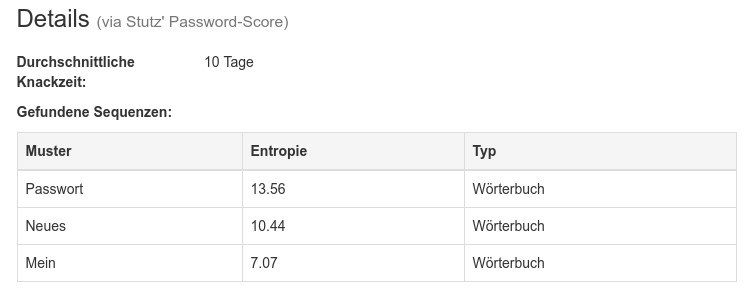 Details (via Stutz' Password-Score)
Durchschnittliche 10 Tage
Knackzeit:
Gefundene Sequenzen:
Muster Entropie Typ
Passwort 13.56 Wörterbuch
Neues 10.44 Wörterbuch
Mein 7.07 Wörterbuch